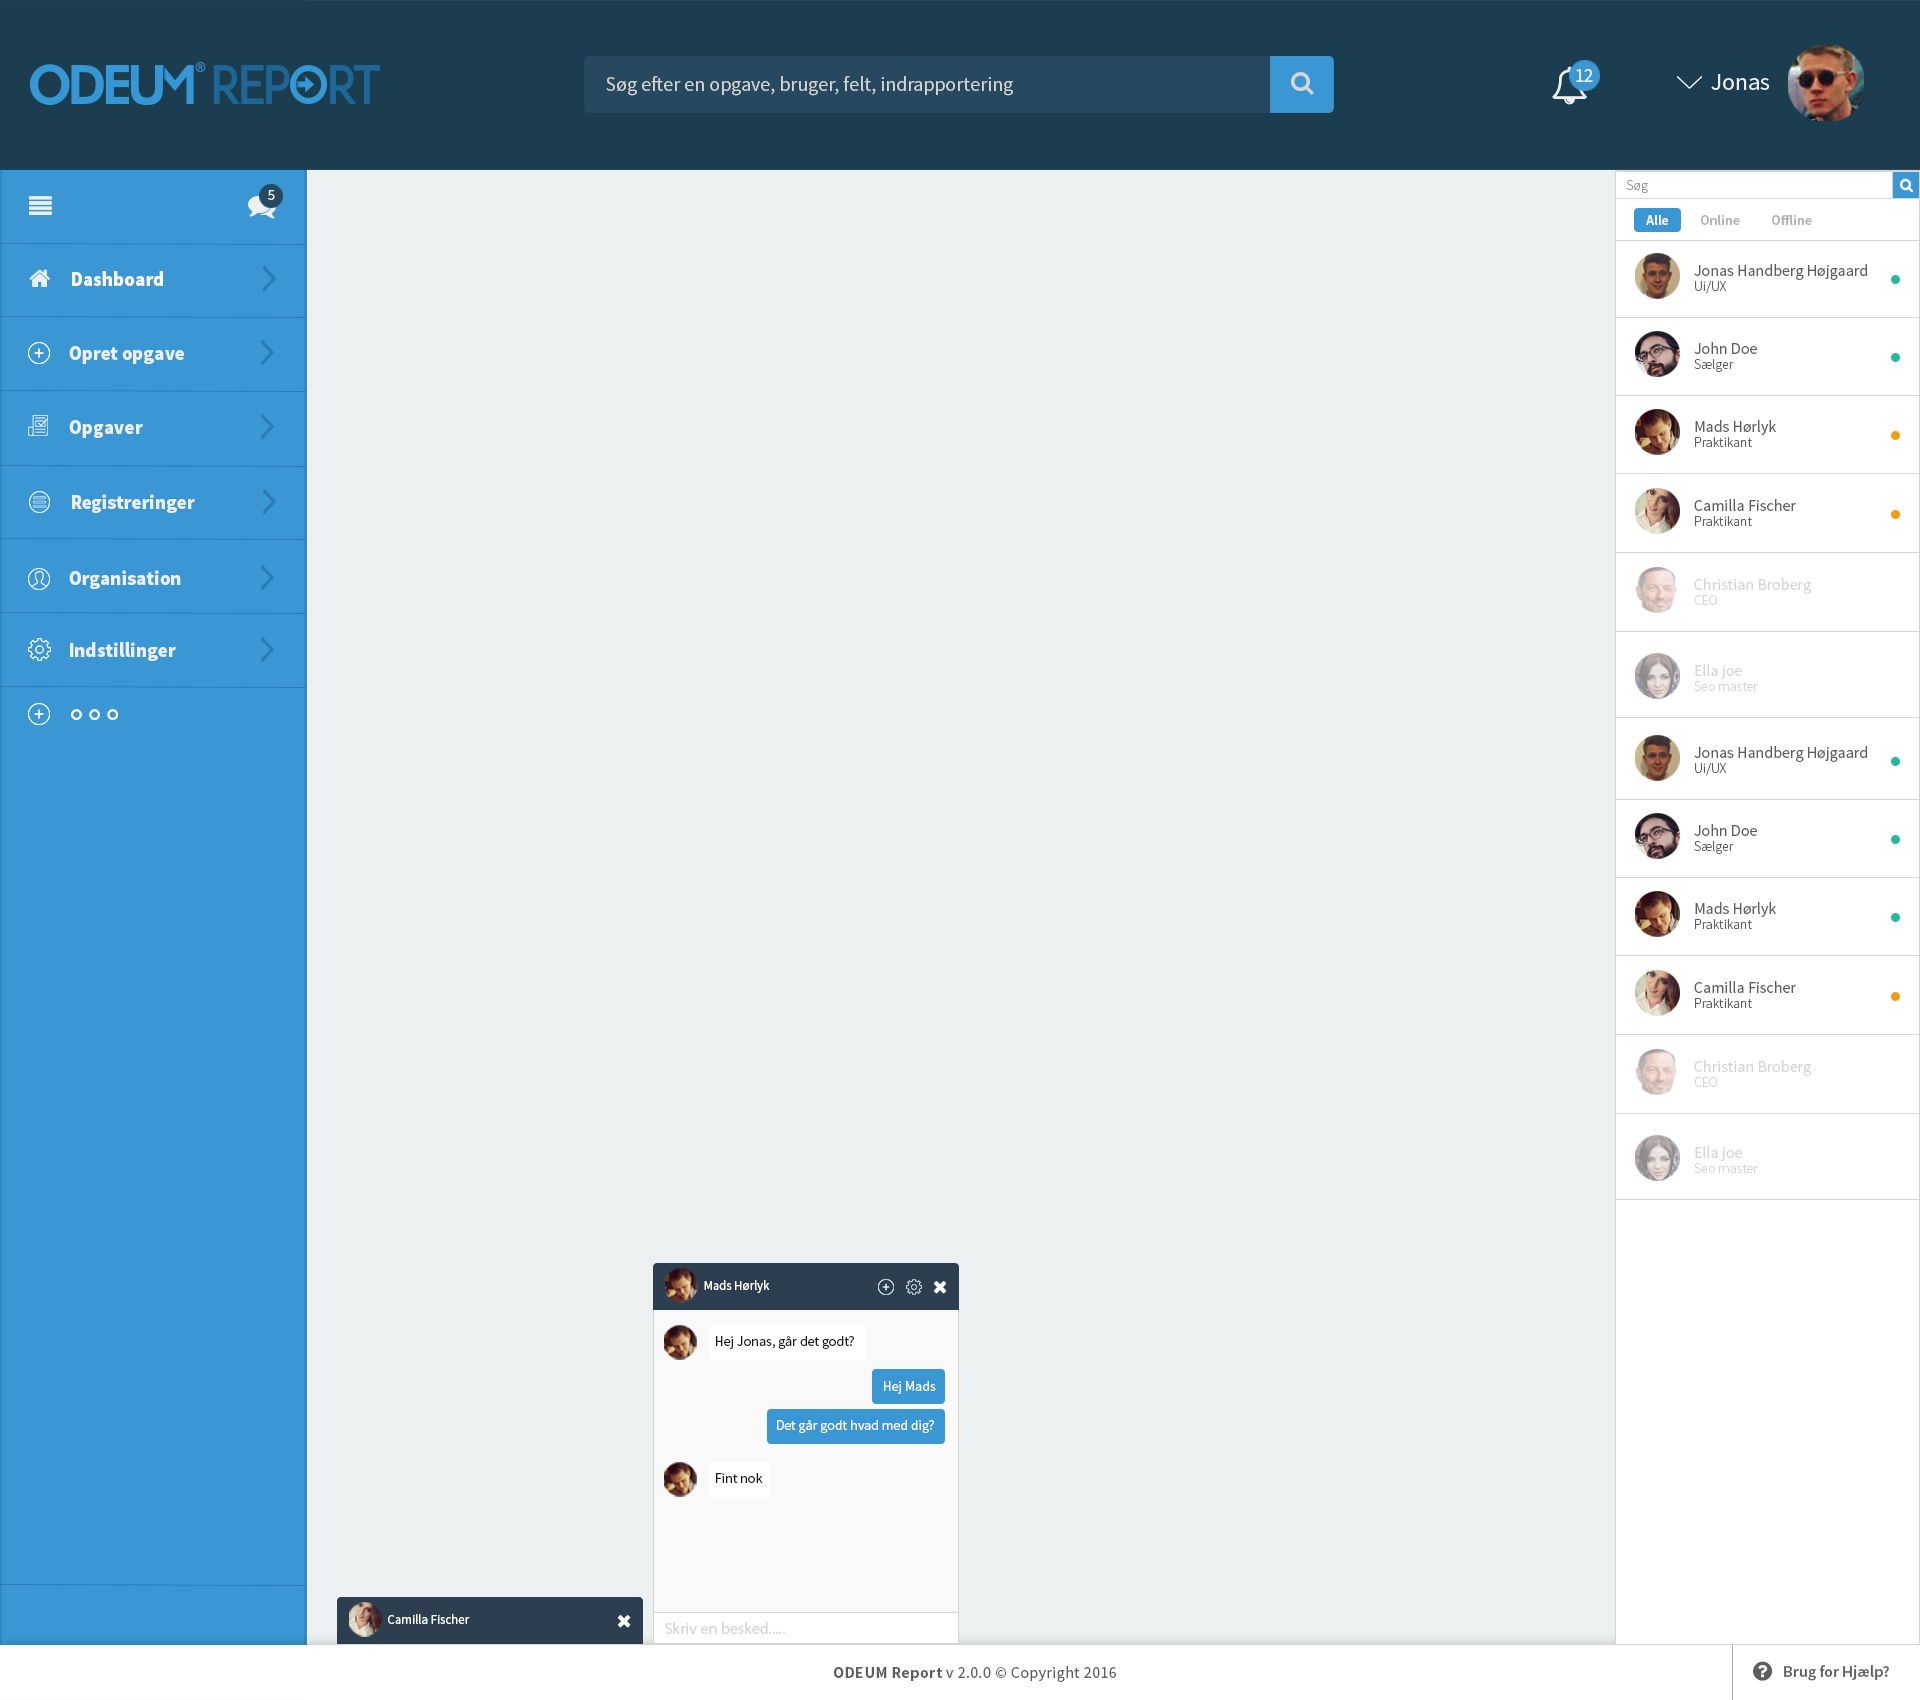 ODEUM® REPORT
Søg efter en opgave, bruger, felt, indrapportering
12
Jonas
5
Dashboard
Opret opgave
Opgaver
Registreringer
Organisation
Indstillinger
Søg
Alle Online Offline
Jonas Handberg Højgaard
Ui/UX
John Doe
Sælger
Mads Hørlyk
Praktikant
Camilla Fischer
Praktikant
Christian Broberg
CEO
Ella joe
Seo master
Jonas Handberg Højgaard
Ui/UX
John Doe
Sælger
Mads Hørlyk
Praktikant
Camilla Fischer
Praktikant
Christian Broberg
CEO
Ella joe
Seo master
Mads Hørlyk
Hej Jonas, går det godt?
Hej Mads
Det går godt hvad med dig?
Fint nok
Skriv en besked.....
Camilla Fischer
ODEUM Report v 2.0.0 © Copyright 2016
Brug for Hjælp?